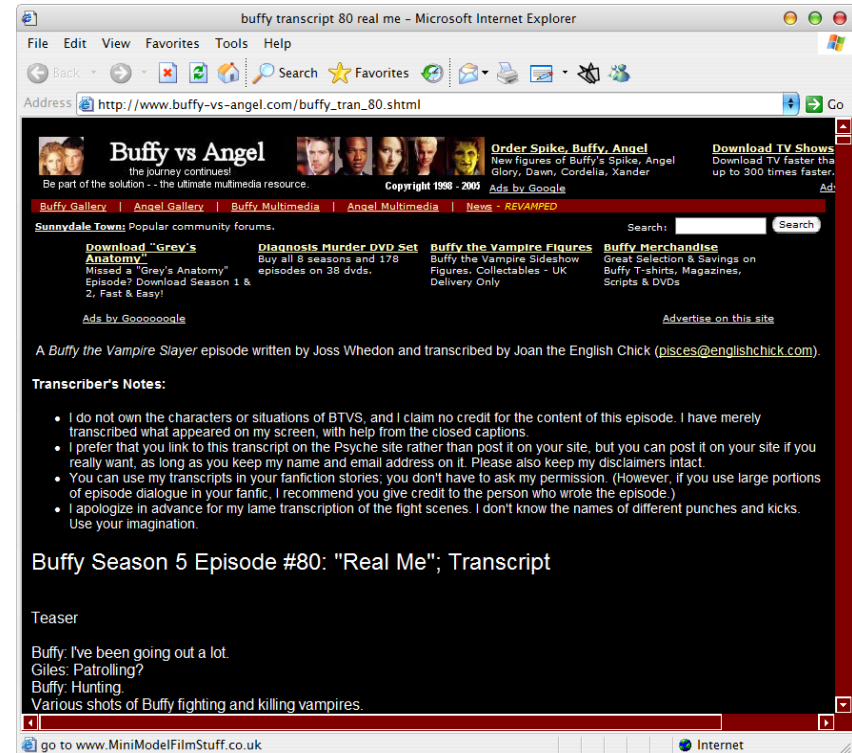 buffy transcript 80 real me – Microsoft Internet Explorer
File Edit View Favorites Tools Help
Back Search Favorites
Address http://www.buffy-vs-angel.com/buffy_tran_80.shtml Go
Buffy vs Angel
the journey continues!
Be part of the solution - - the ultimate multimedia resource.
Copyright 1998 - 2005
Order Spike, Buffy, Angel
New figures of Buffy's Spike, Angel
Glory, Dawn, Cordelia, Xander
Ads by Google
Download TV Shows
Download TV faster tha
up to 300 times faster.
Ad
Buffy Gallery | Angel Gallery | Buffy Multimedia | Angel Multimedia | News - REVAMPED
Sunnydale Town: Popular community forums.
Search: Search
Download "Grey's
Anatomy"
Missed a "Grey's Anatomy"
Episode? Download Season 1 &
2, Fast & Easy!
Diagnosis Murder DVD Set
Buy all 8 seasons and 178
episodes on 38 dvds.
Buffy the Vampire Figures
Buffy the Vampire Sideshow
Figures. Collectables - UK
Delivery Only
Buffy Merchandise
Great Selection & Savings on
Buffy T-shirts, Magazines,
Scripts & DVDs
Ads by Goooooogle
Advertise on this site
A Buffy the Vampire Slayer episode written by Joss Whedon and transcribed by Joan the English Chick (pisces@englishchick.com).
Transcriber's Notes:
• I do not own the characters or situations of BTVS, and I claim no credit for the content of this episode. I have merely
transcribed what appeared on my screen, with help from the closed captions.
• I prefer that you link to this transcript on the Psyche site rather than post it on your site, but you can post it on your site if you
really want, as long as you keep my name and email address on it. Please also keep my disclaimers intact.
• You can use my transcripts in your fanfiction stories; you don't have to ask my permission. (However, if you use large portions
of episode dialogue in your fanfic, I recommend you give credit to the person who wrote the episode.)
• I apologize in advance for my lame transcription of the fight scenes. I don't know the names of different punches and kicks.
Use your imagination.
Buffy Season 5 Episode #80: "Real Me"; Transcript
Teaser
Buffy: I've been going out a lot.
Giles: Patrolling?
Buffy: Hunting.
Various shots of Buffy fighting and killing vampires.
go to www.MiniModelFilmStuff.co.uk
Internet